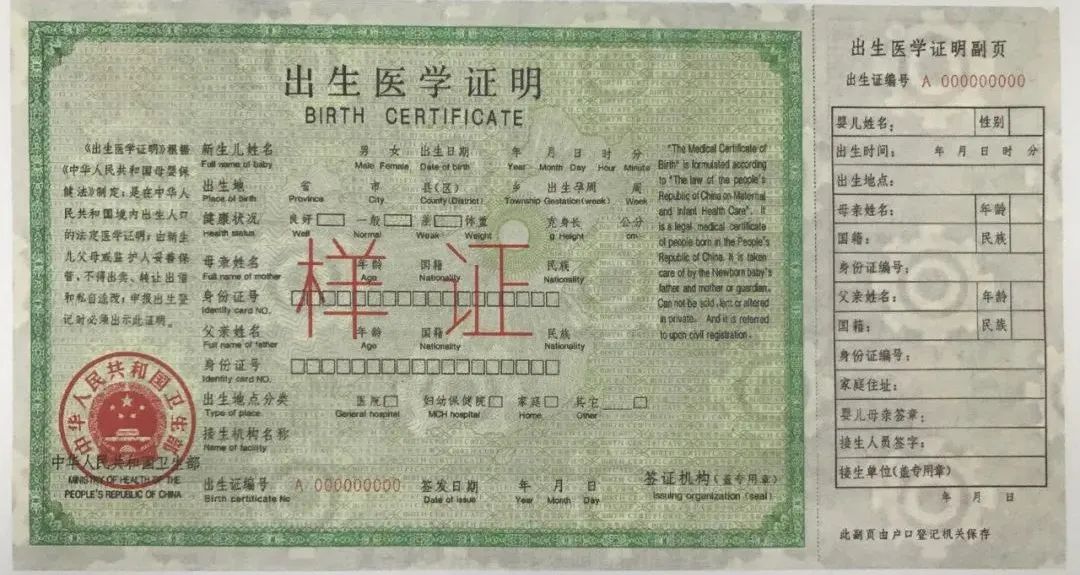 出生医学证明
BIRTH CERTIFICATE
《出生医学证明》根据
《中华人民共和国母婴保
健法》制定;是在中华人
民共和国境内出生人口
的法定医学证明;由新生
儿父母或监护人妥善保
管,不得出卖、转让出借
和私自涂改;申报出生登
记时必须出示此证明。
新生儿姓名 男 女 出生日期 年 月 日 时 分
Full name of baby Male Female Date of birth Year Month Day Hour Minute
出生地 省 市 县(区) 乡 出生孕周 周
Place of birth Province City County(District) Township Gestation(week) Week
健康状况 良好 一般 差 体重 克 身长 公分
Health status Well Normal Weak Weight g Height cm
母亲姓名 年龄 国籍 民族
Full name of mother Age Nationality Nationality
身份证号
Identity card NO.
父亲姓名 年龄 国籍 民族
Full name of father Age Nationality Nationality
身份证号
Identity card NO.
出生地点分类 医院 妇幼保健院 家庭 其它
Type of place General hospital MCH hospital Home Other
接生机构名称
Name of facility
出生证编号 A 000000000 签发日期 年 月 日
Birth certificate No Date of issue Year Month Day
签证机构(盖专用章)
Issuing organization (seal)
样证
"The Medical Certificate of
Birth" is formulated according
to "The law of the people's
Republic of China on Maternal
and Infant Health Care". It
is a legal medical certificate
of people born in the People's
Republic of China. It is taken
care of by the Newborn baby's
father and mother or guardian.
Can not be sold, lent or altered
in private. And it is referred
to upon civil registration.
中华人民共和国卫生部
中华人民共和国卫生部
MINISTRY OF HEALTH OF THE
PEOPLE'S REPUBLIC OF CHINA
出生医学证明副页
出生证编号 A 000000000
婴儿姓名: 性别
出生时间: 年 月 日 时 分
出生地点:
母亲姓名: 年龄
国籍: 民族
身份证编号:
父亲姓名: 年龄
国籍: 民族
身份证编号:
家庭住址:
婴儿母亲签章:
接生人员签字:
接生单位(盖专用章)
年 月 日
此副页由户口登记机关保存